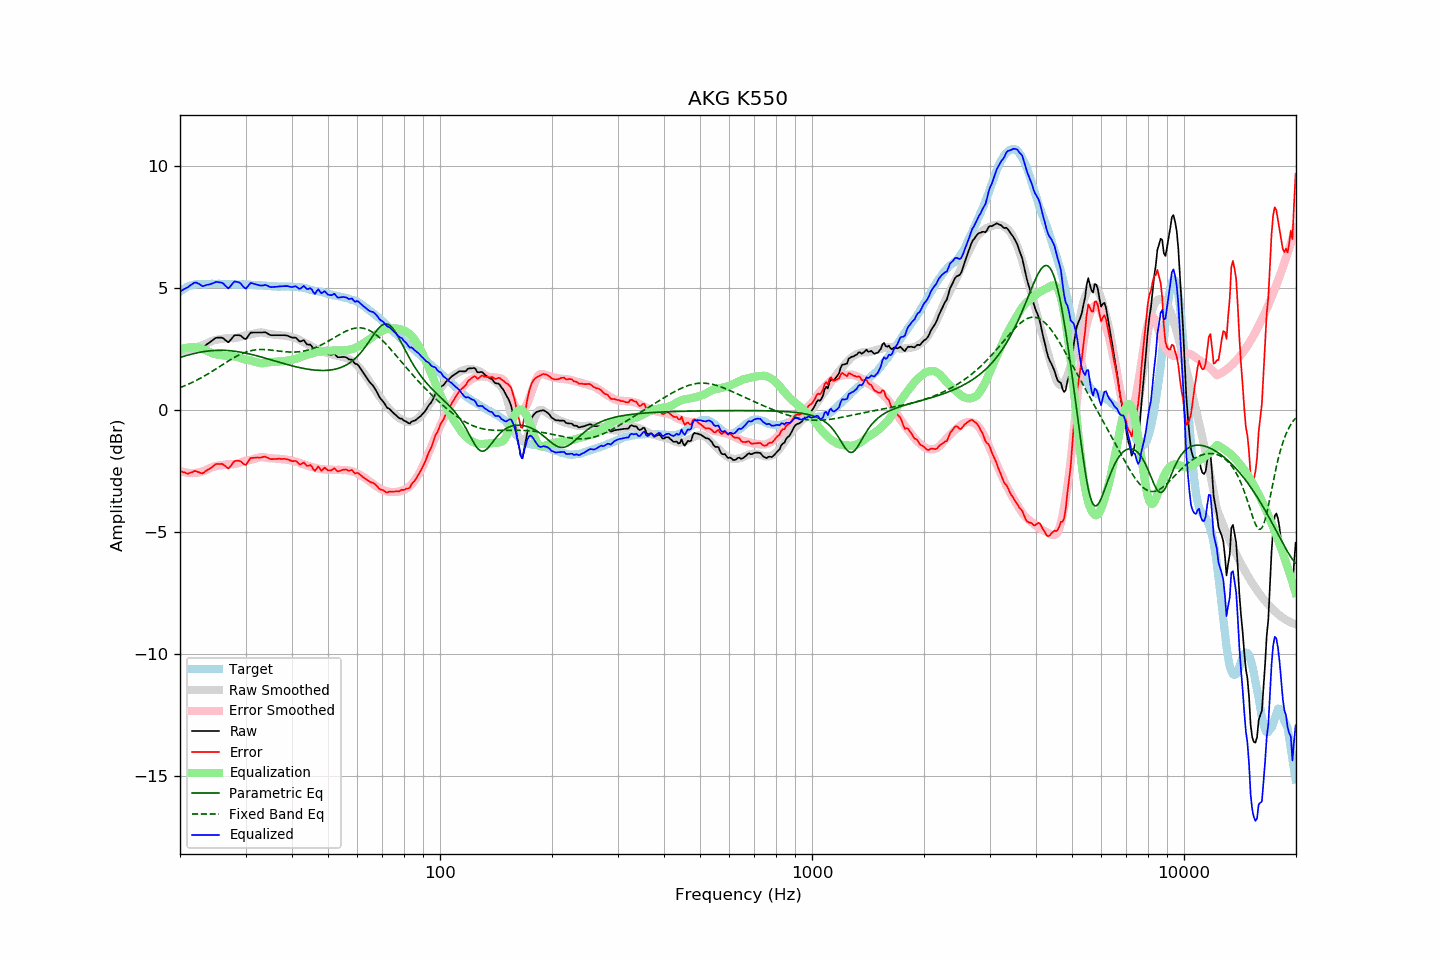 AKG K550
10
5
0
−5
−10
−15
Amplitude (dBr)
Target
Raw Smoothed
Error Smoothed
Raw
Error
Equalization
Parametric Eq
Fixed Band Eq
Equalized
100
1000
10000
Frequency (Hz)